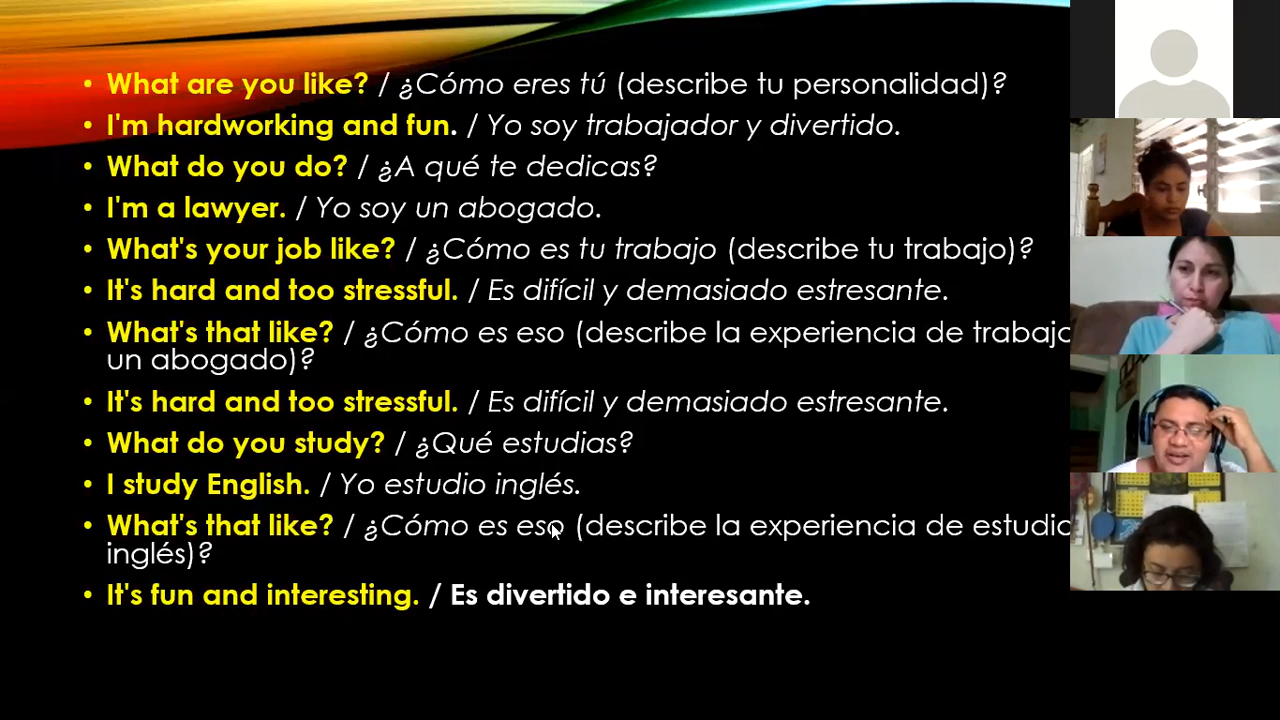 • What are you like? / ¿Cómo eres tú (describe tu personalidad)?
• I'm hardworking and fun. / Yo soy trabajador y divertido.
• What do you do? / ¿A qué te dedicas?
• I'm a lawyer. / Yo soy un abogado.
• What's your job like? / ¿Cómo es tu trabajo (describe tu trabajo)?
• It's hard and too stressful. / Es difícil y demasiado estresante.
• What's that like? / ¿Cómo es eso (describe la experiencia de
un abogado)?
• It's hard and too stressful. / Es difícil y demasiado estresante.
• What do you study? / ¿Qué estudias?
• I study English. / Yo estudio inglés.
• What's that like? / ¿Cómo es eso (describe la experiencia de
inglés)?
• It's fun and interesting. / Es divertido e interesante.